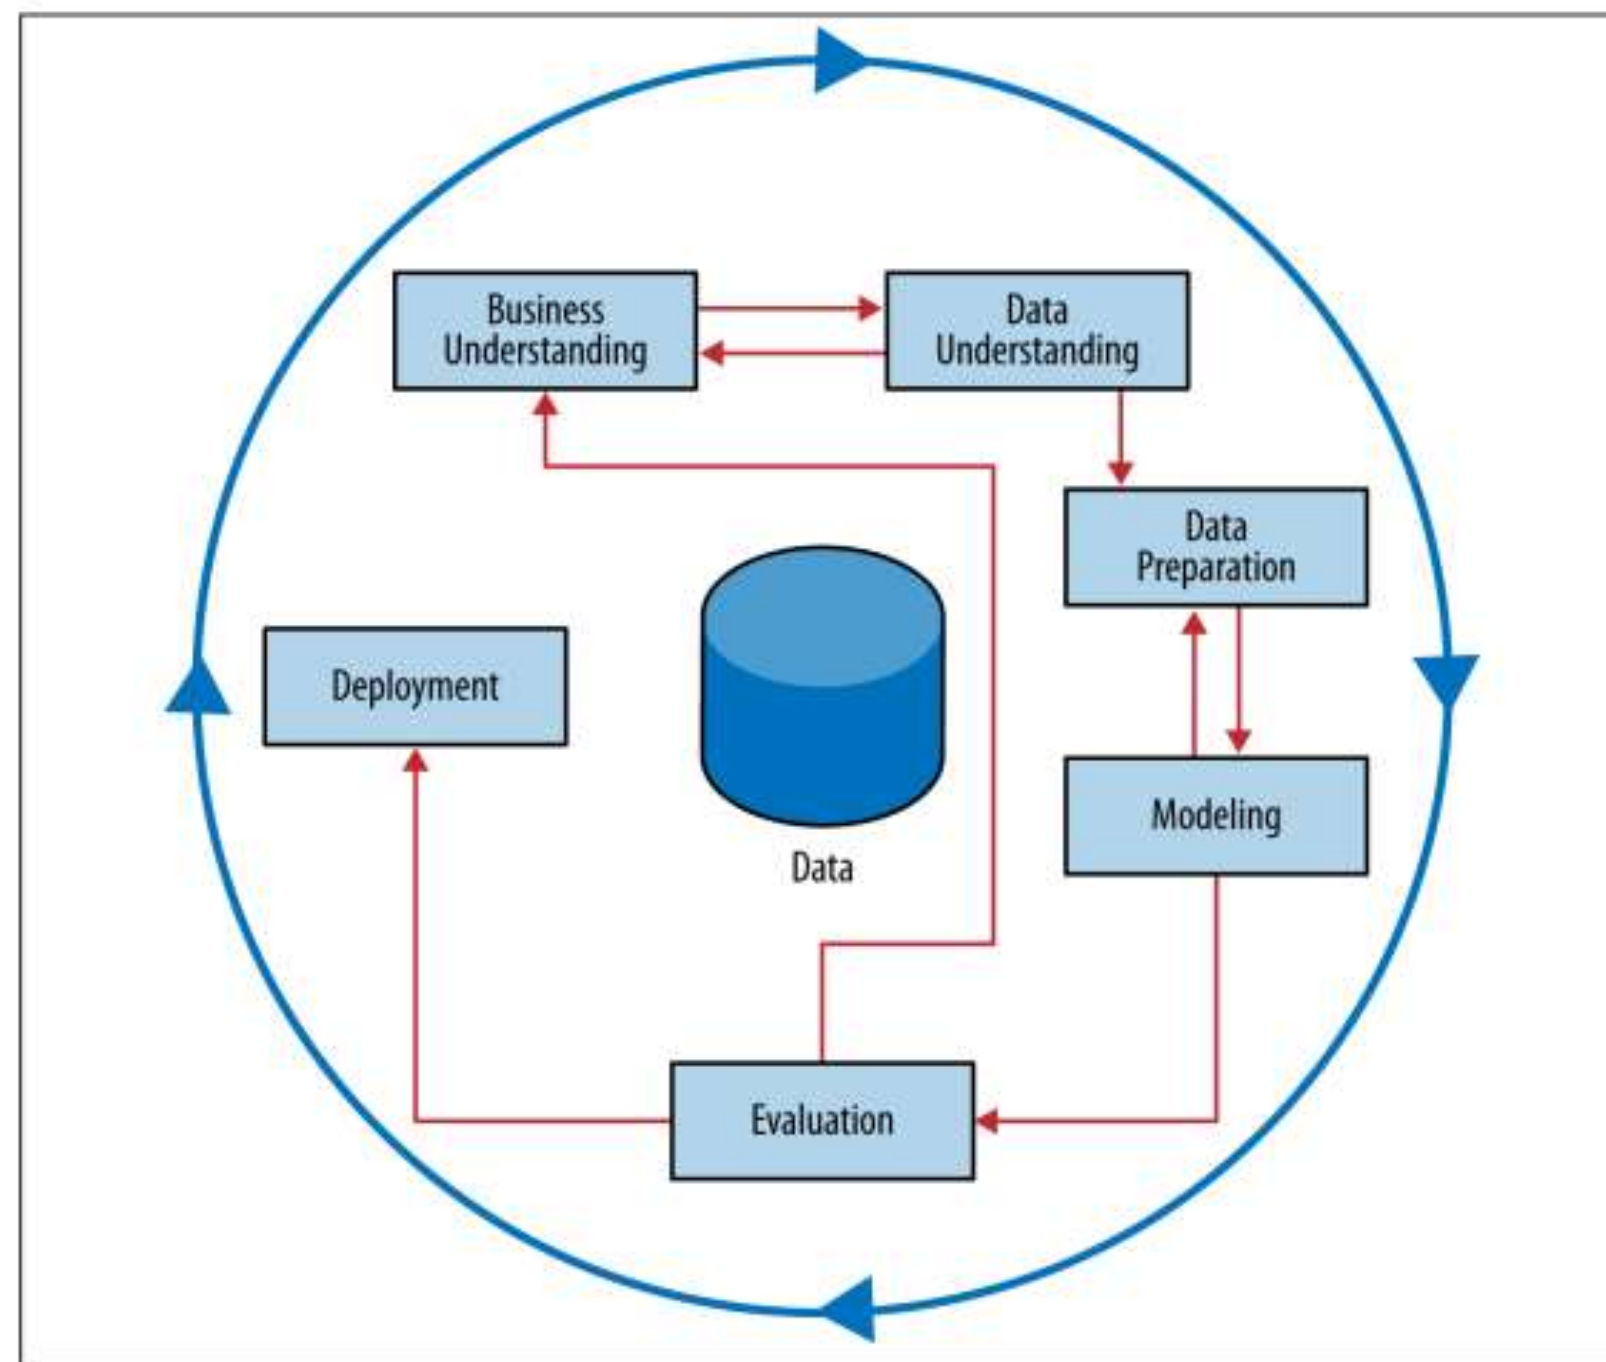 Business
Understanding
Data
Understanding
Data
Preparation
Deployment
Modeling
Data
Evaluation